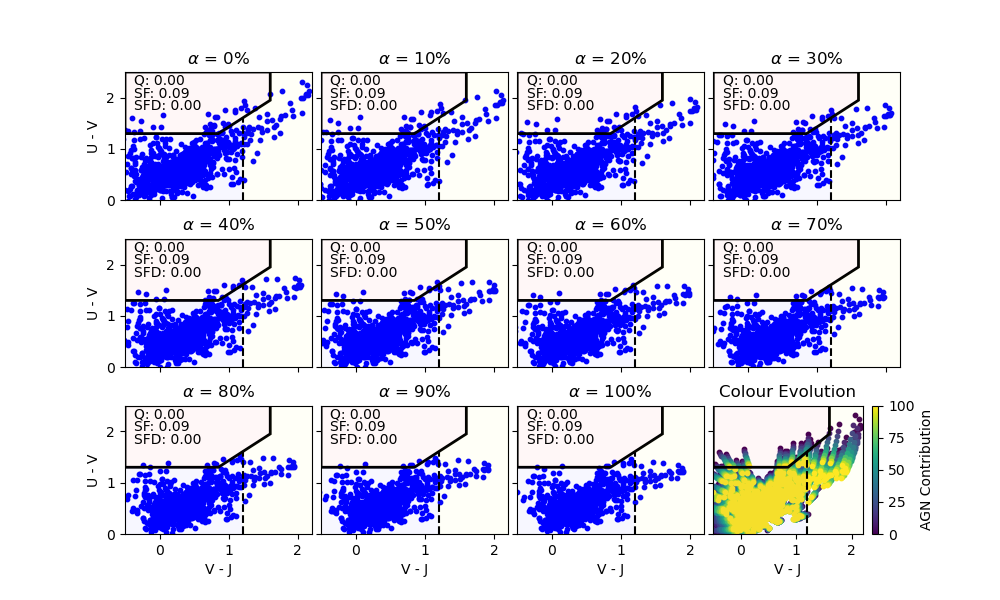 α = 0%
α = 10%
α = 20%
α = 30%
U - V
2
1
0
Q: 0.00
SF: 0.09
SFD: 0.00
Q: 0.00
SF: 0.09
SFD: 0.00
Q: 0.00
SF: 0.09
SFD: 0.00
Q: 0.00
SF: 0.09
SFD: 0.00
α = 40%
α = 50%
α = 60%
α = 70%
U - V
2
1
0
Q: 0.00
SF: 0.09
SFD: 0.00
Q: 0.00
SF: 0.09
SFD: 0.00
Q: 0.00
SF: 0.09
SFD: 0.00
Q: 0.00
SF: 0.09
SFD: 0.00
α = 80%
α = 90%
α = 100%
Colour Evolution
U - V
2
1
0
Q: 0.00
SF: 0.09
SFD: 0.00
Q: 0.00
SF: 0.09
SFD: 0.00
Q: 0.00
SF: 0.09
SFD: 0.00
100
75
50
25
0
AGN Contribution
0 1 2
0 1 2
0 1 2
0 1 2
V - J
V - J
V - J
V - J